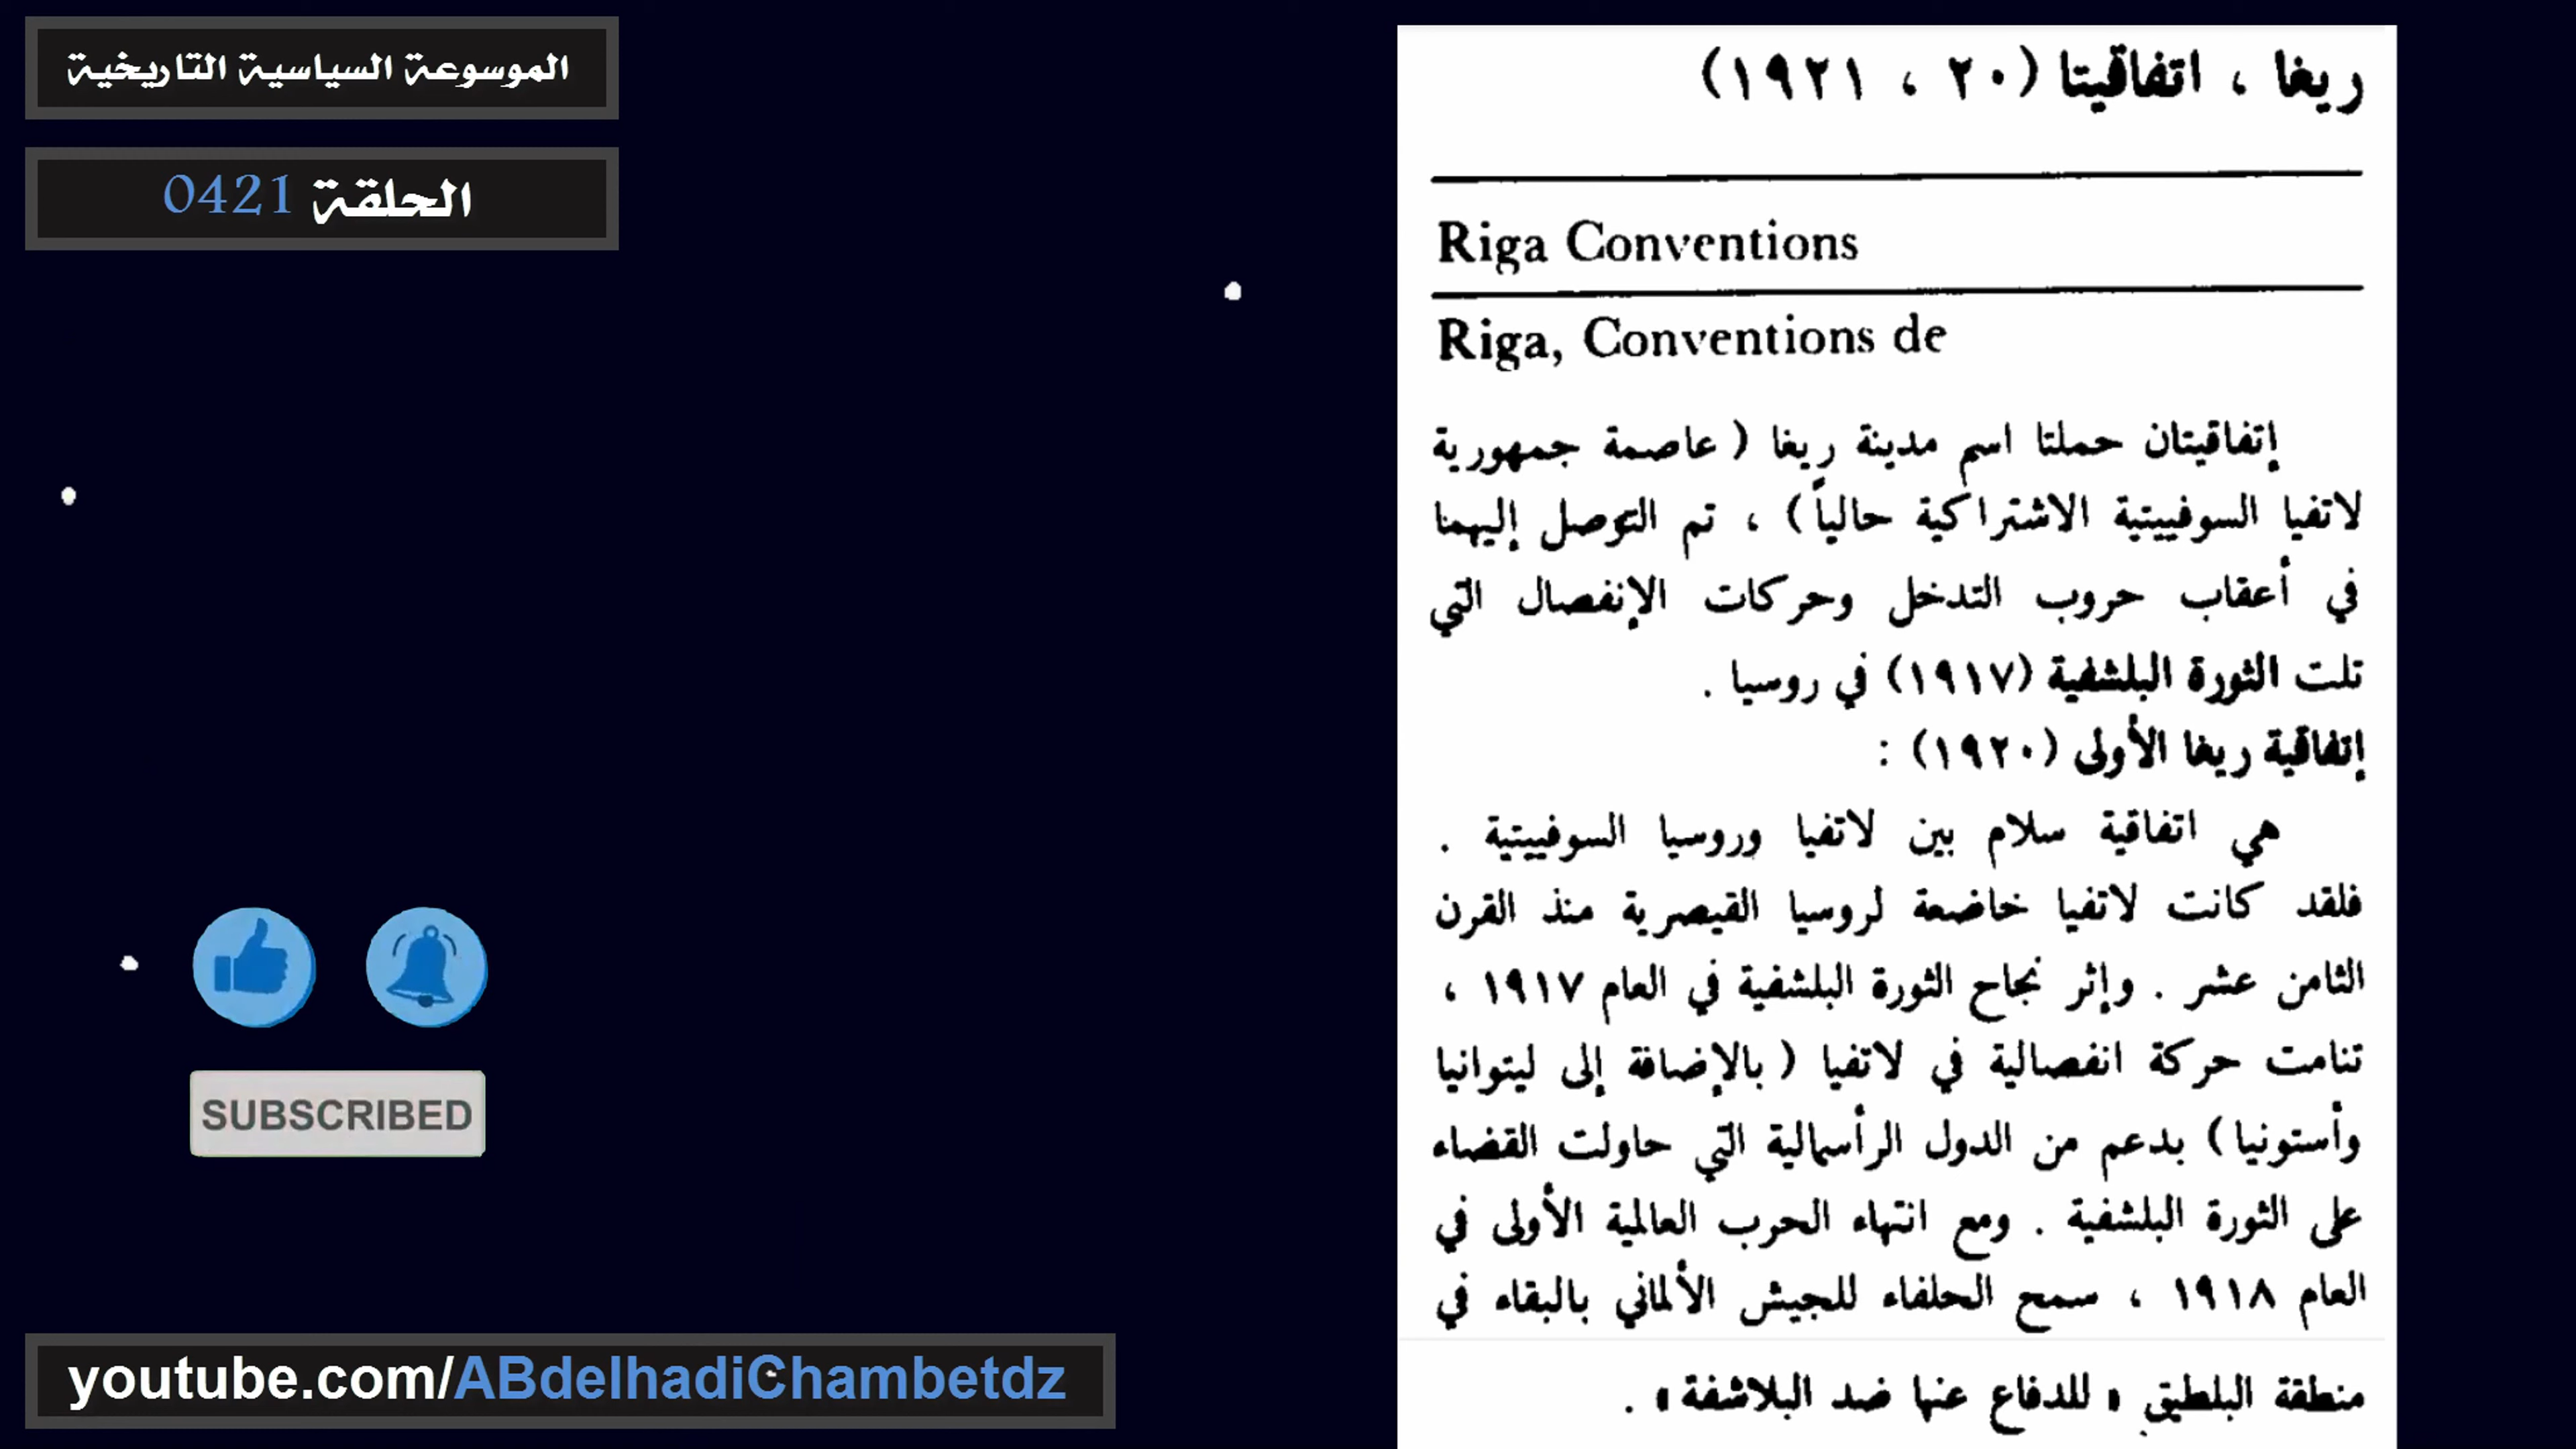 الموسوعة السياسية التاريخية
الحلقة 0421
ريغا ، اتفاقيتا (٢٠ ، ١٩٢١)
Riga Conventions
Riga, Conventions de
إتفاقيتان حملتا اسم مدينة ريغا ( عاصمة جمهورية
لاتفيا السوفييتية الاشتراكية حالياً) ، تم التوصل إليهما
في أعقاب حروب التدخل وحركات الإنفصال التي
تلت الثورة البلشفية (١٩١٧) في روسيا .
إتفاقية ريغا الأولى (١٩٢٠) :
هي اتفاقية سلام بين لاتفيا وروسيا السوفييتية .
فلقد كانت لاتفيا خاضعة لروسيا القيصرية منذ القرن
الثامن عشر . وإثر نجاح الثورة البلشفية في العام ١٩١٧ ،
تنامت حركة انفصالية في لاتفيا ( بالإضافة إلى ليتوانيا
وأستونيا ) بدعم من الدول الرأسمالية التي حاولت القضاء
على الثورة البلشفية . ومع انتهاء الحرب العالمية الأولى في
العام ١٩١٨ ، سمح الحلفاء للجيش الألماني بالبقاء في
منطقة البلطيق « للدفاع عنها ضد البلاشفة » .
SUBSCRIBED
youtube.com/ABdelhadiChambetdz